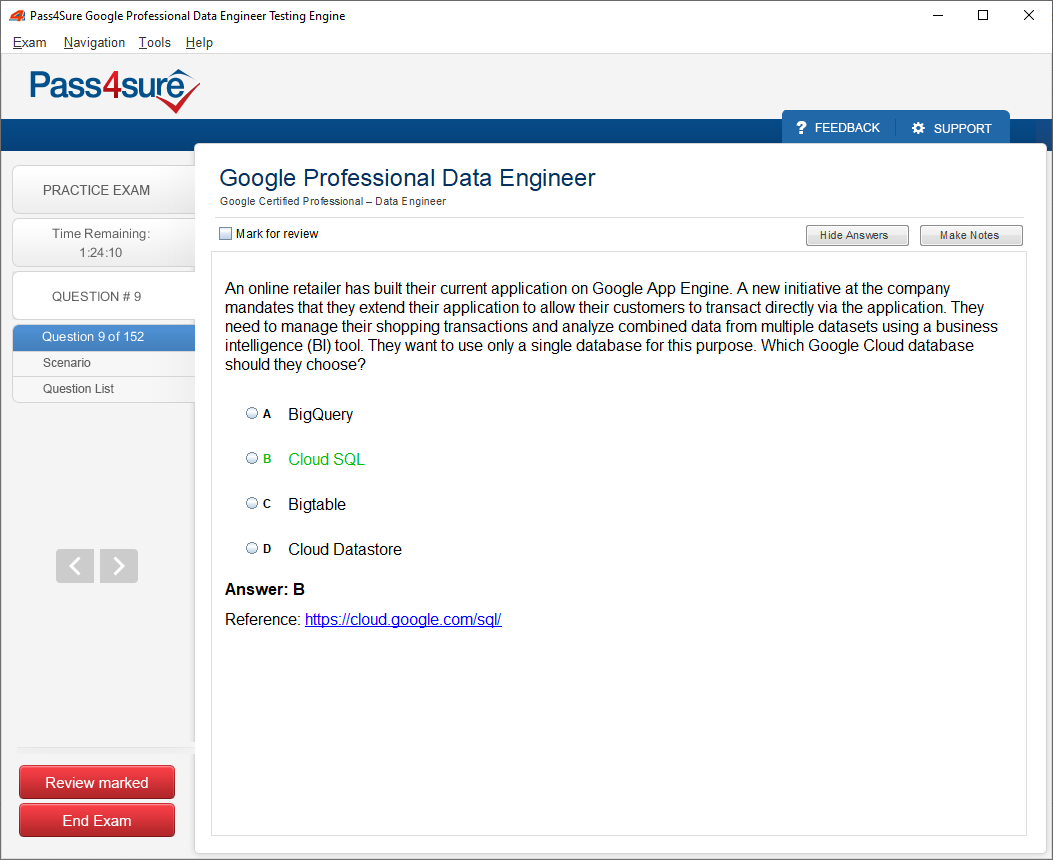 Pass4Sure Google Professional Data Engineer Testing Engine
Exam Navigation Tools Help
Pass4sure
? FEEDBACK SUPPORT
PRACTICE EXAM
Time Remaining:
1:24:10
QUESTION # 9
Question 9 of 152
Scenario
Question List
Review marked
End Exam
Google Professional Data Engineer
Google Certified Professional – Data Engineer
Mark for review
Hide Answers
Make Notes
An online retailer has built their current application on Google App Engine. A new initiative at the company
mandates that they extend their application to allow their customers to transact directly via the application. They
need to manage their shopping transactions and analyze combined data from multiple datasets using a business
intelligence (BI) tool. They want to use only a single database for this purpose. Which Google Cloud database
should they choose?
A BigQuery
B Cloud SQL
C Bigtable
D Cloud Datastore
Answer: B
Reference: https://cloud.google.com/sql/